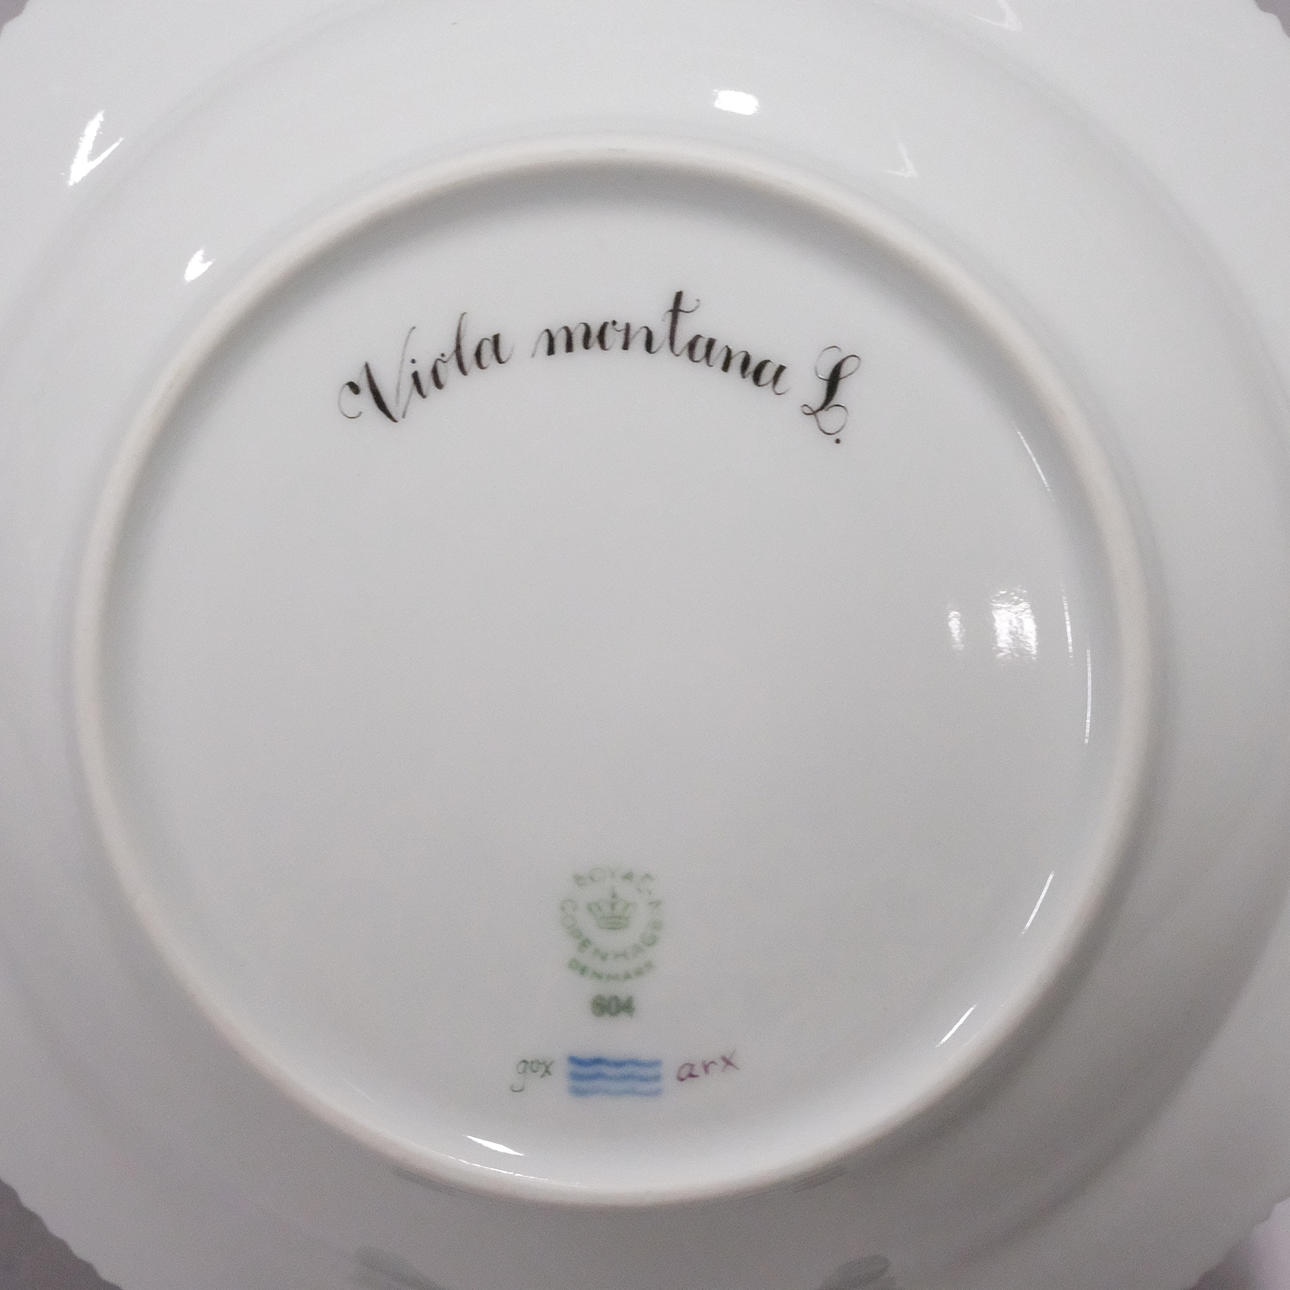 Viola montana L.
ROYAL
COPENHAGEN
DENMARK
604
gox arx